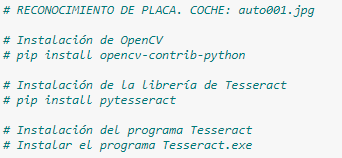 # RECONOCIMIENTO DE PLACA. COCHE: auto001.jpg
# Instalación de OpenCV
# pip install opencv-contrib-python
# Instalación de la librería de Tesseract
# pip install pytesseract
# Instalación del programa Tesseract
# Instalar el programa Tesseract.exe